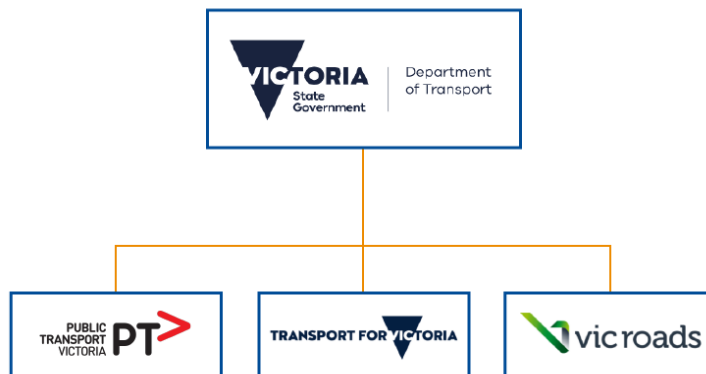 VICTORIA
State
Government
Department
of Transport
PUBLIC
TRANSPORT
VICTORIA
PT>
TRANSPORT FOR VICTORIA
vicroads